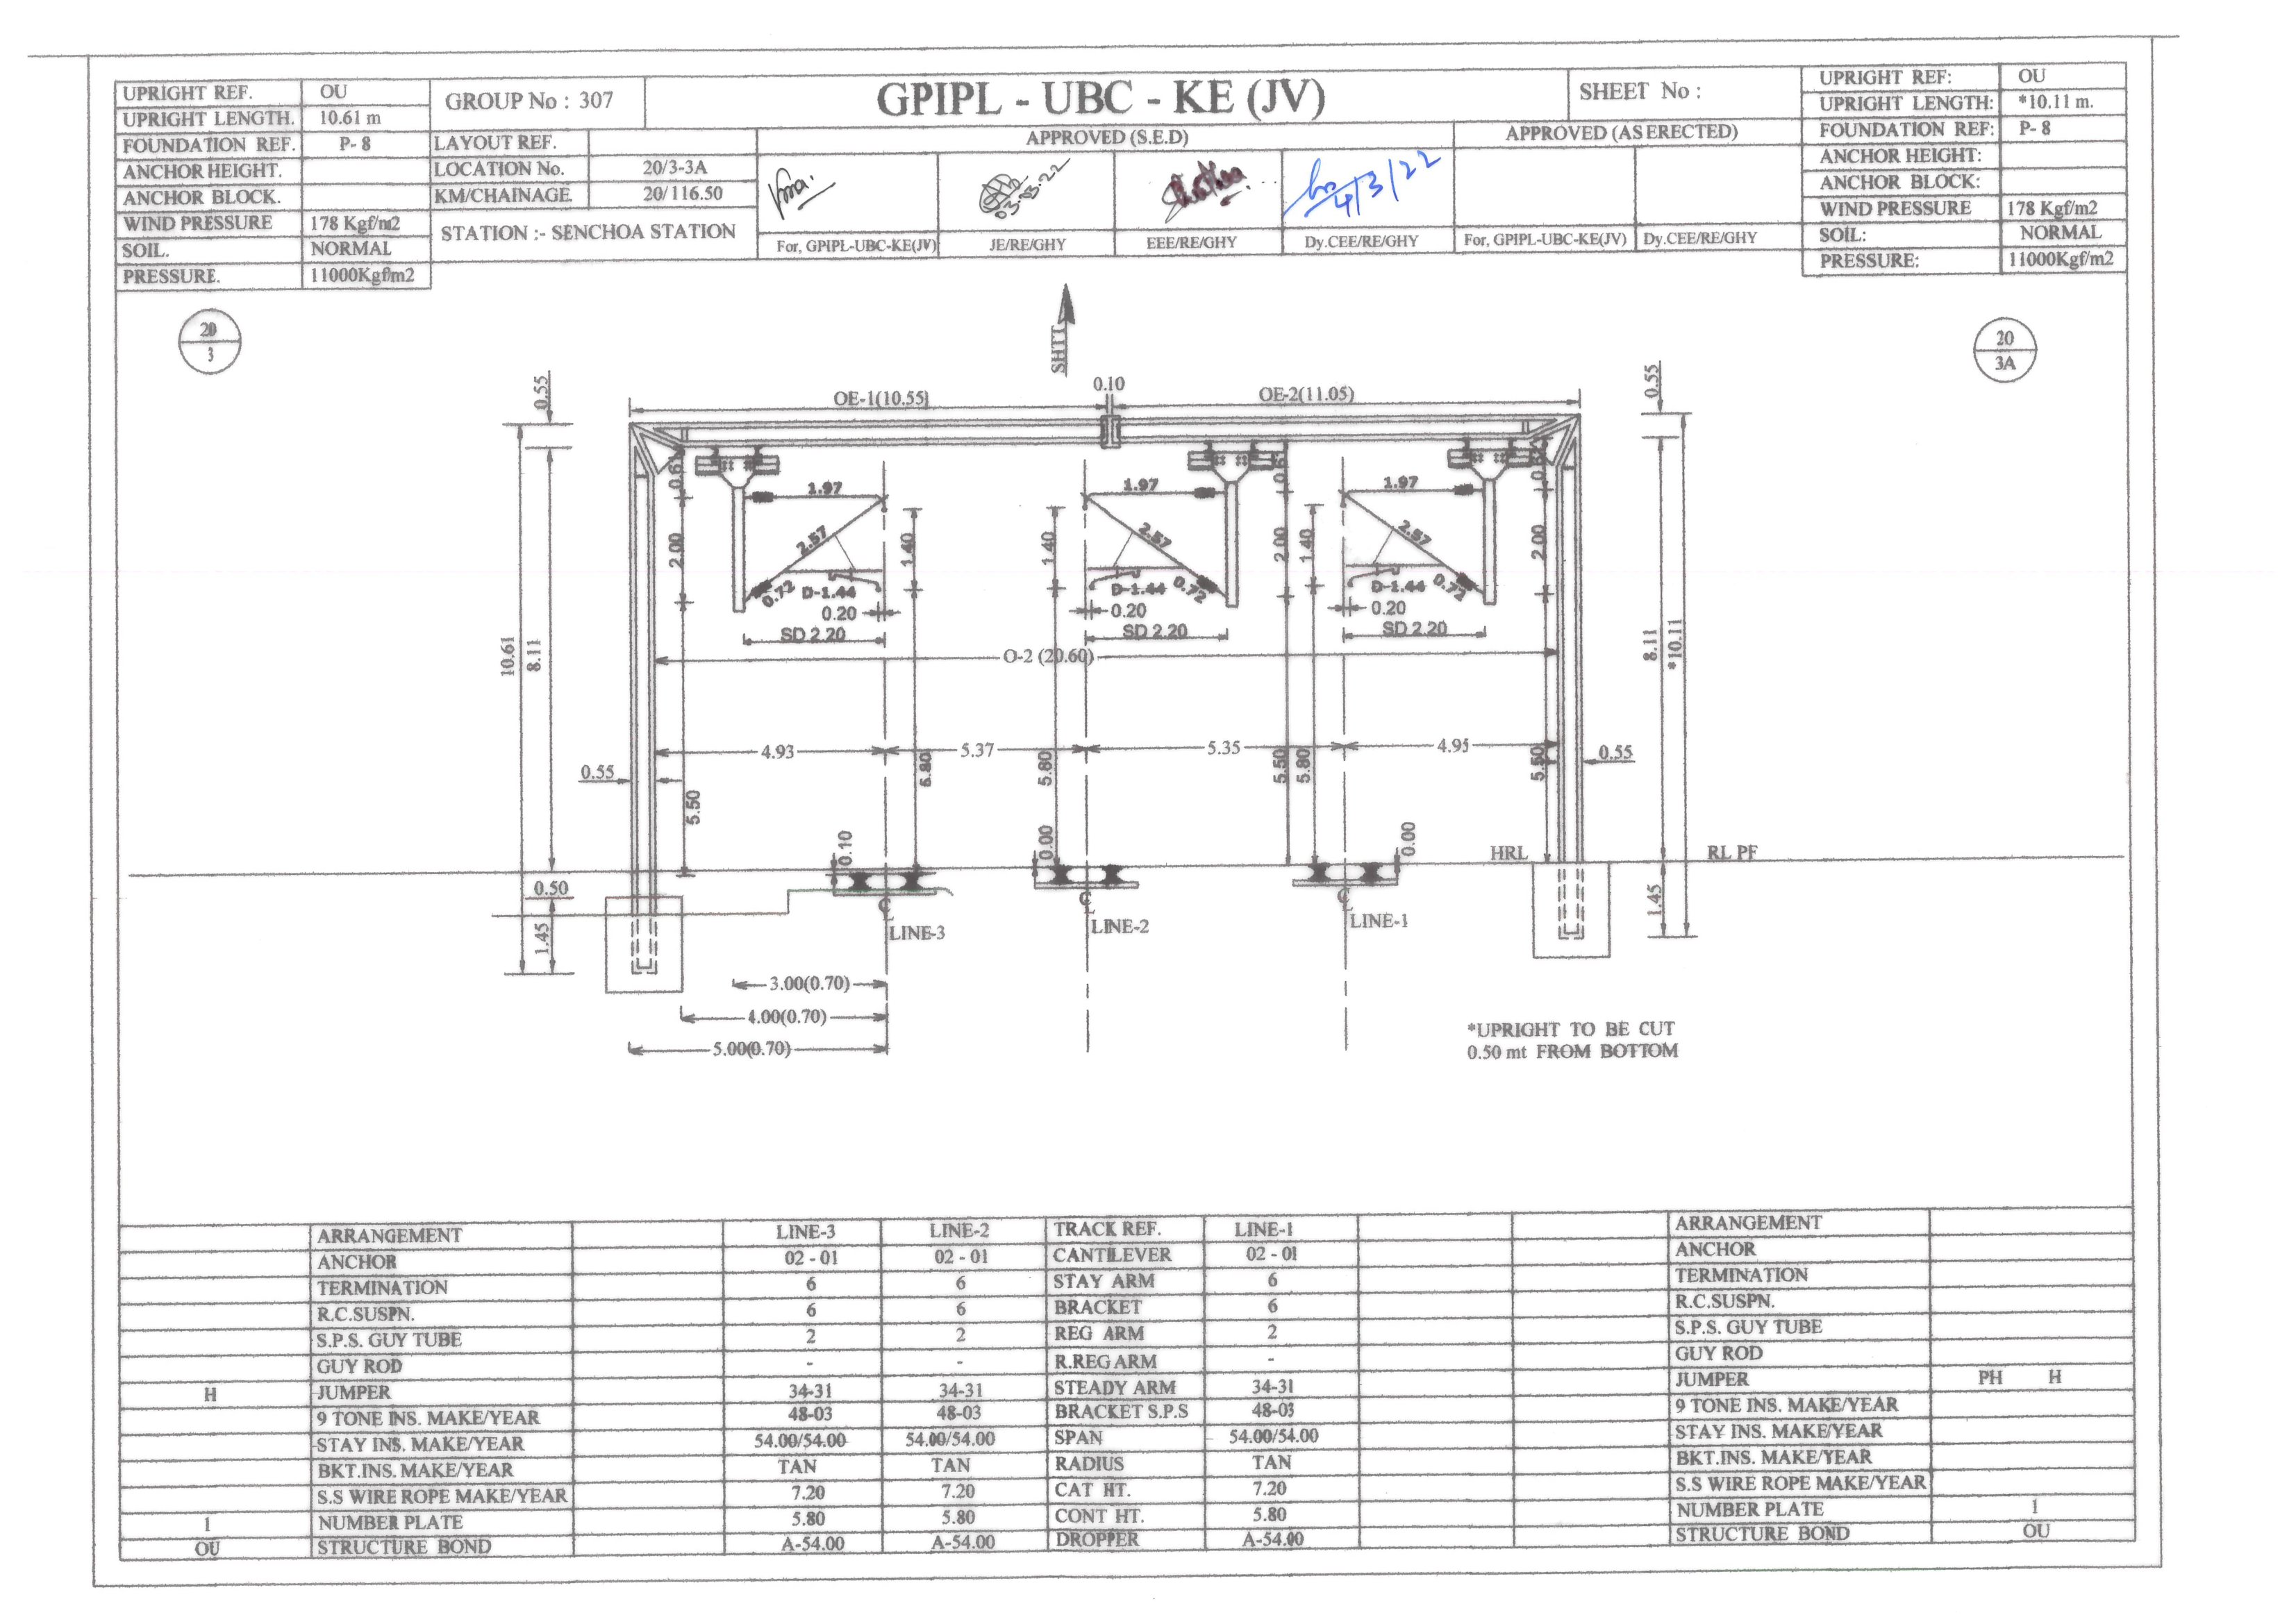 UPRIGHT REF. OU
UPRIGHT LENGTH. 10.61 m
FOUNDATION REF. P- 8
ANCHOR HEIGHT.
ANCHOR BLOCK.
WIND PRESSURE 178 Kgf/m2
SOIL. NORMAL
PRESSURE. 11000Kgf/m2
GROUP No : 307
LAYOUT REF.
LOCATION No. 20/3-3A
KM/CHAINAGE. 20/116.50
STATION :- SENCHOA STATION
GPIPL - UBC - KE (JV)
SHEET No :
APPROVED (S.E.D)
APPROVED (AS ERECTED)
03.03.22
4/3/22
For, GPIPL-UBC-KE(JV)
JE/RE/GHY
EEE/RE/GHY
Dy.CEE/RE/GHY
For, GPIPL-UBC-KE(JV)
Dy.CEE/RE/GHY
UPRIGHT REF: OU
UPRIGHT LENGTH: *10.11 m.
FOUNDATION REF: P- 8
ANCHOR HEIGHT:
ANCHOR BLOCK:
WIND PRESSURE 178 Kgf/m2
SOIL: NORMAL
PRESSURE: 11000Kgf/m2
20
3
SHTT
20
3A
0.55
OE-1(10.55)
0.10
OE-2(11.05)
0.55
1.97
1.97
1.97
2.57
2.57
2.57
2.00
1.40
1.40
2.00
1.40
2.00
0.72
D-1.44
D-1.44
0.72
D-1.44
0.72
0.20
0.20
0.20
SD 2.20
SD 2.20
SD 2.20
10.61
8.11
O-2 (20.60)
8.11
*10.11
4.93
5.37
5.35
4.95
0.55
0.55
5.50
5.80
5.80
5.50
5.80
5.50
0.10
0.00
0.00
HRL
RL PF
0.50
1.45
1.45
LINE-3
LINE-2
LINE-1
3.00(0.70)
4.00(0.70)
5.00(0.70)
*UPRIGHT TO BE CUT
0.50 mt FROM BOTTOM
ARRANGEMENT LINE-3 LINE-2 TRACK REF. LINE-1 ARRANGEMENT
ANCHOR 02 - 01 02 - 01 CANTILEVER 02 - 01 ANCHOR
TERMINATION 6 6 STAY ARM 6 TERMINATION
R.C.SUSPN. 6 6 BRACKET 6 R.C.SUSPN.
S.P.S. GUY TUBE 2 2 REG ARM 2 S.P.S. GUY TUBE
GUY ROD - - R.REG ARM - GUY ROD
H JUMPER 34-31 34-31 STEADY ARM 34-31 JUMPER PH H
9 TONE INS. MAKE/YEAR 48-03 48-03 BRACKET S.P.S 48-03 9 TONE INS. MAKE/YEAR
STAY INS. MAKE/YEAR 54.00/54.00 54.00/54.00 SPAN 54.00/54.00 STAY INS. MAKE/YEAR
BKT.INS. MAKE/YEAR TAN TAN RADIUS TAN BKT.INS. MAKE/YEAR
S.S WIRE ROPE MAKE/YEAR 7.20 7.20 CAT HT. 7.20 S.S WIRE ROPE MAKE/YEAR
1 NUMBER PLATE 5.80 5.80 CONT HT. 5.80 NUMBER PLATE 1
OU STRUCTURE BOND A-54.00 A-54.00 DROPPER A-54.00 STRUCTURE BOND OU